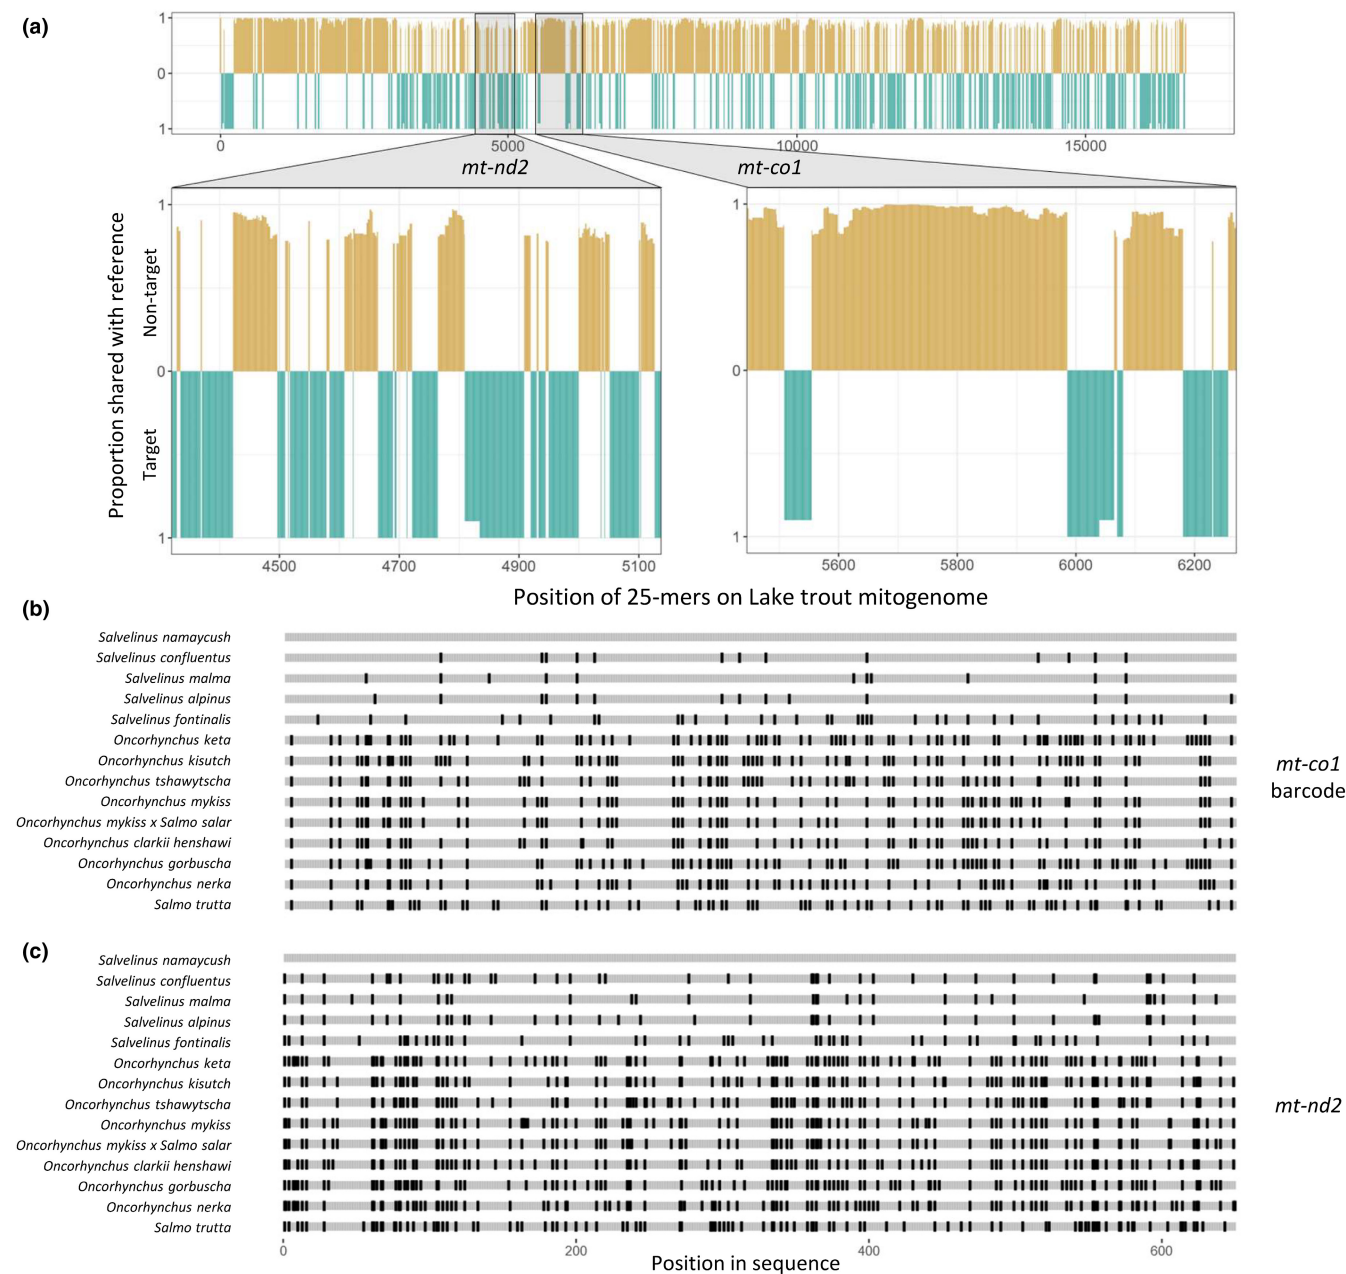 (a)
1
0
1
0
5000
10000
15000
mt-nd2
mt-co1
Proportion shared with reference
Non-target
Target
1
0
1
4500
4700
4900
5100
1
0
1
5600
5800
6000
6200
Position of 25-mers on Lake trout mitogenome
(b)
Salvelinus namaycush
Salvelinus confluentus
Salvelinus malma
Salvelinus alpinus
Salvelinus fontinalis
Oncorhynchus keta
Oncorhynchus kisutch
Oncorhynchus tshawytscha
Oncorhynchus mykiss
Oncorhynchus mykiss x Salmo salar
Oncorhynchus clarkii henshawi
Oncorhynchus gorbuscha
Oncorhynchus nerka
Salmo trutta
mt-co1
barcode
(c)
Salvelinus namaycush
Salvelinus confluentus
Salvelinus malma
Salvelinus alpinus
Salvelinus fontinalis
Oncorhynchus keta
Oncorhynchus kisutch
Oncorhynchus tshawytscha
Oncorhynchus mykiss
Oncorhynchus mykiss x Salmo salar
Oncorhynchus clarkii henshawi
Oncorhynchus gorbuscha
Oncorhynchus nerka
Salmo trutta
mt-nd2
0
200
400
600
Position in sequence